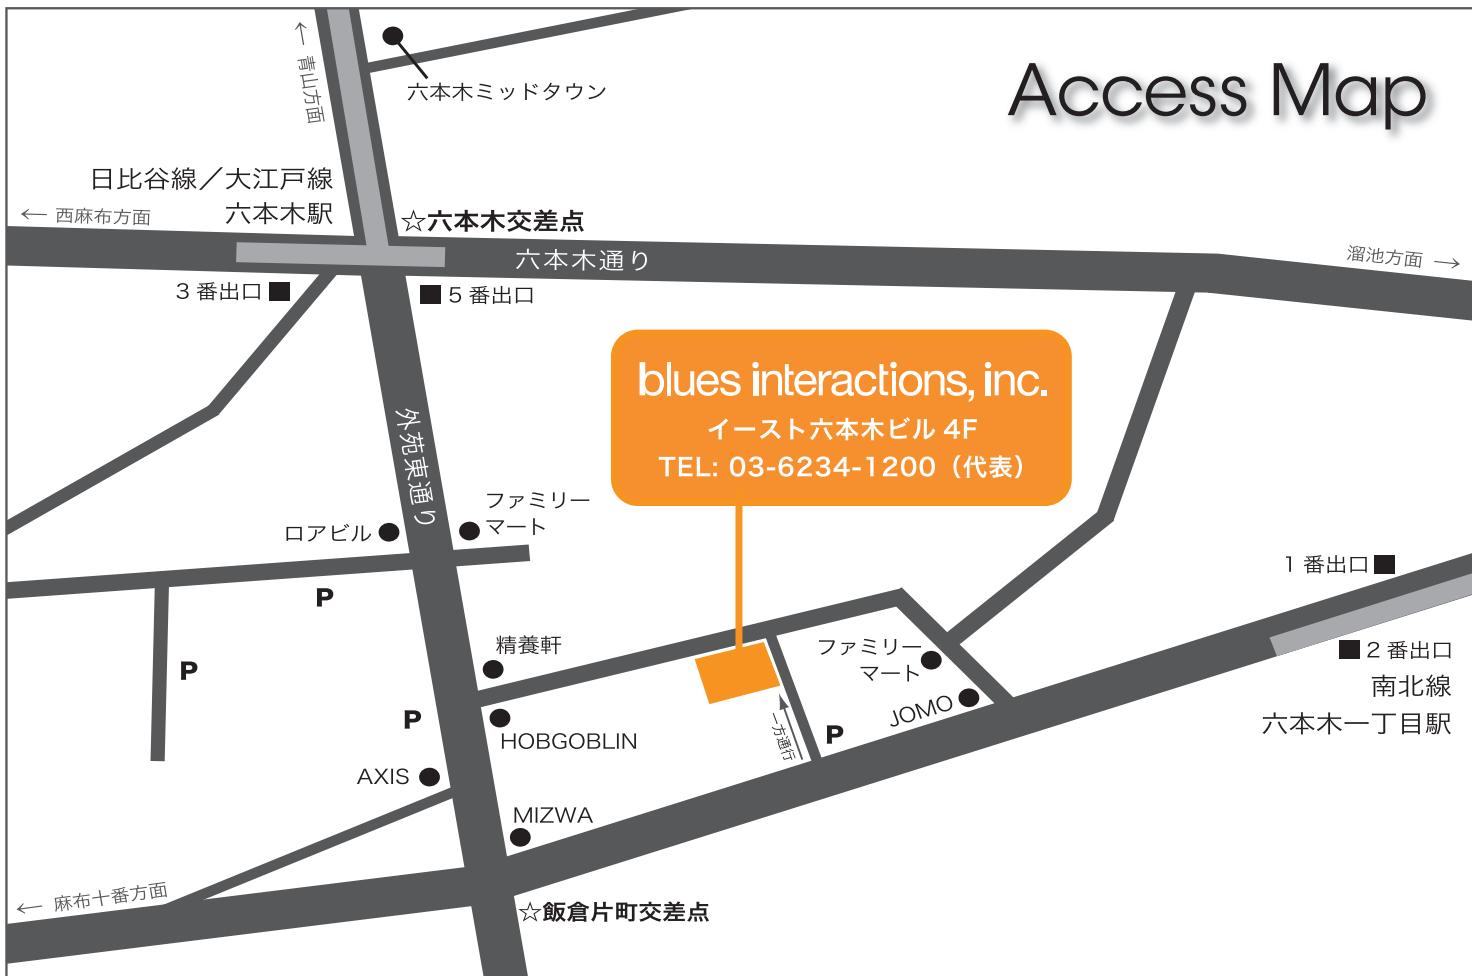 Access Map
← 青山方面
六本木ミッドタウン
日比谷線／大江戸線
六本木駅
← 西麻布方面
☆六本木交差点
六本木通り
溜池方面 →
3 番出口
5 番出口
blues interactions, inc.
イースト六本木ビル 4F
TEL: 03-6234-1200（代表）
外苑東通り
ロアビル
ファミリー
マート
P
P
精養軒
P
HOBGOBLIN
AXIS
MIZWA
一方通行
P
ファミリー
マート
JOMO
1 番出口
2 番出口
南北線
六本木一丁目駅
← 麻布十番方面
☆飯倉片町交差点